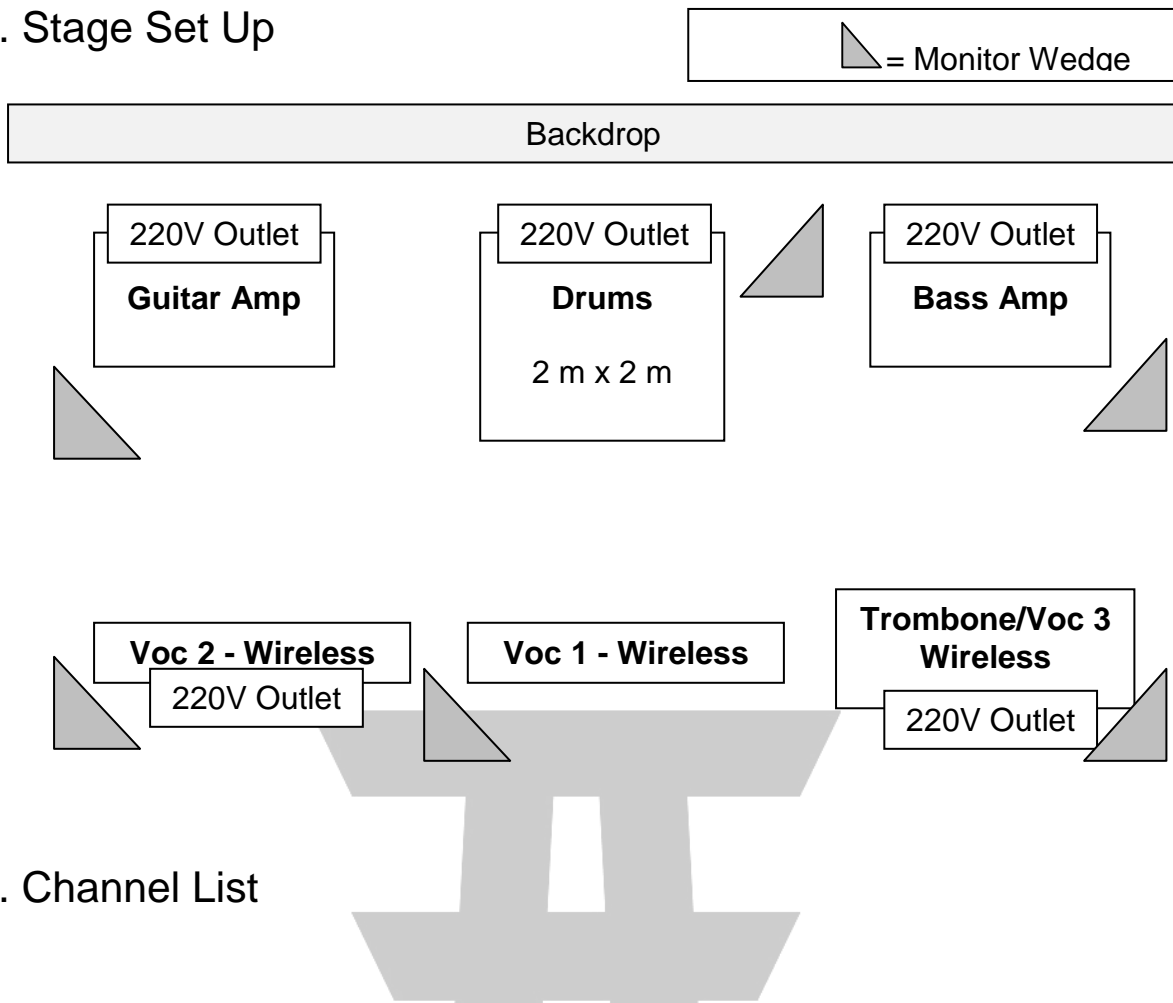 . Stage Set Up
= Monitor Wedge
Backdrop
220V Outlet
220V Outlet
220V Outlet
Guitar Amp
Drums
Bass Amp
2 m x 2 m
Trombone/Voc 3
Wireless
Voc 2 - Wireless
Voc 1 - Wireless
220V Outlet
220V Outlet
. Channel List